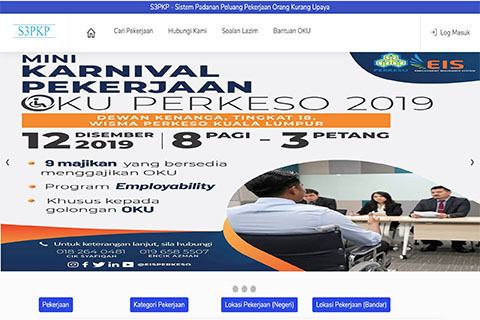 S3PKP - Sistem Padanan Peluang Pekerjaan Orang Kurang Upaya
S3PKP
Cari Pekerjaan
Hubungi Kami
Soalan Lazim
Bantuan OKU
Log Masuk
MINI
KARNIVAL
PEKERJAAN
OKU PERKESO 2019
PERKESO
EIS
EMPLOYMENT INSURANCE SYSTEM
DEWAN KENANGA, TINGKAT 18,
WISMA PERKESO KUALA LUMPUR
12 DISEMBER 2019 | 8 PAGI - 3 PETANG
9 majikan yang bersedia
menggajikan OKU
Program Employability
Khusus kepada
golongan OKU
Untuk keterangan lanjut, sila hubungi
018 264 0481
019 658 5507
CIK SYAFIQAH
ENCIK AZMAN
@EISPERKESO
Pekerjaan
Kategori Pekerjaan
Lokasi Pekerjaan (Negeri)
Lokasi Pekerjaan (Bandar)